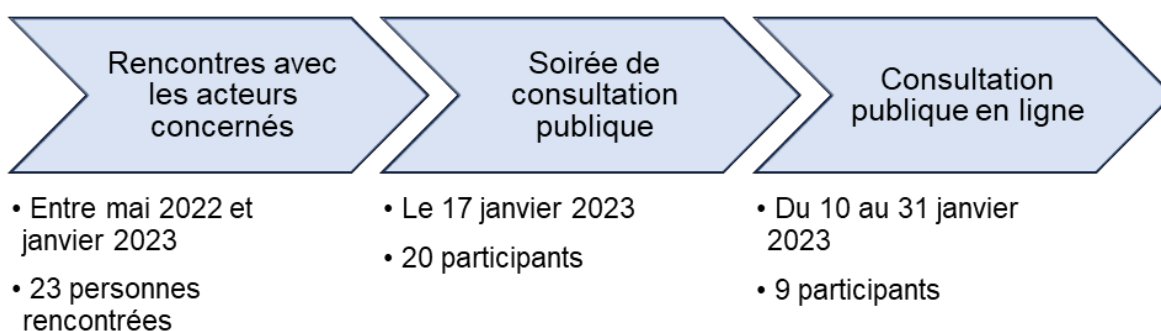 Rencontres avec
les acteurs
concernés
• Entre mai 2022 et
janvier 2023
• 23 personnes
rencontrées
Soirée de
consultation
publique
• Le 17 janvier 2023
• 20 participants
Consultation
publique en ligne
• Du 10 au 31 janvier
2023
• 9 participants